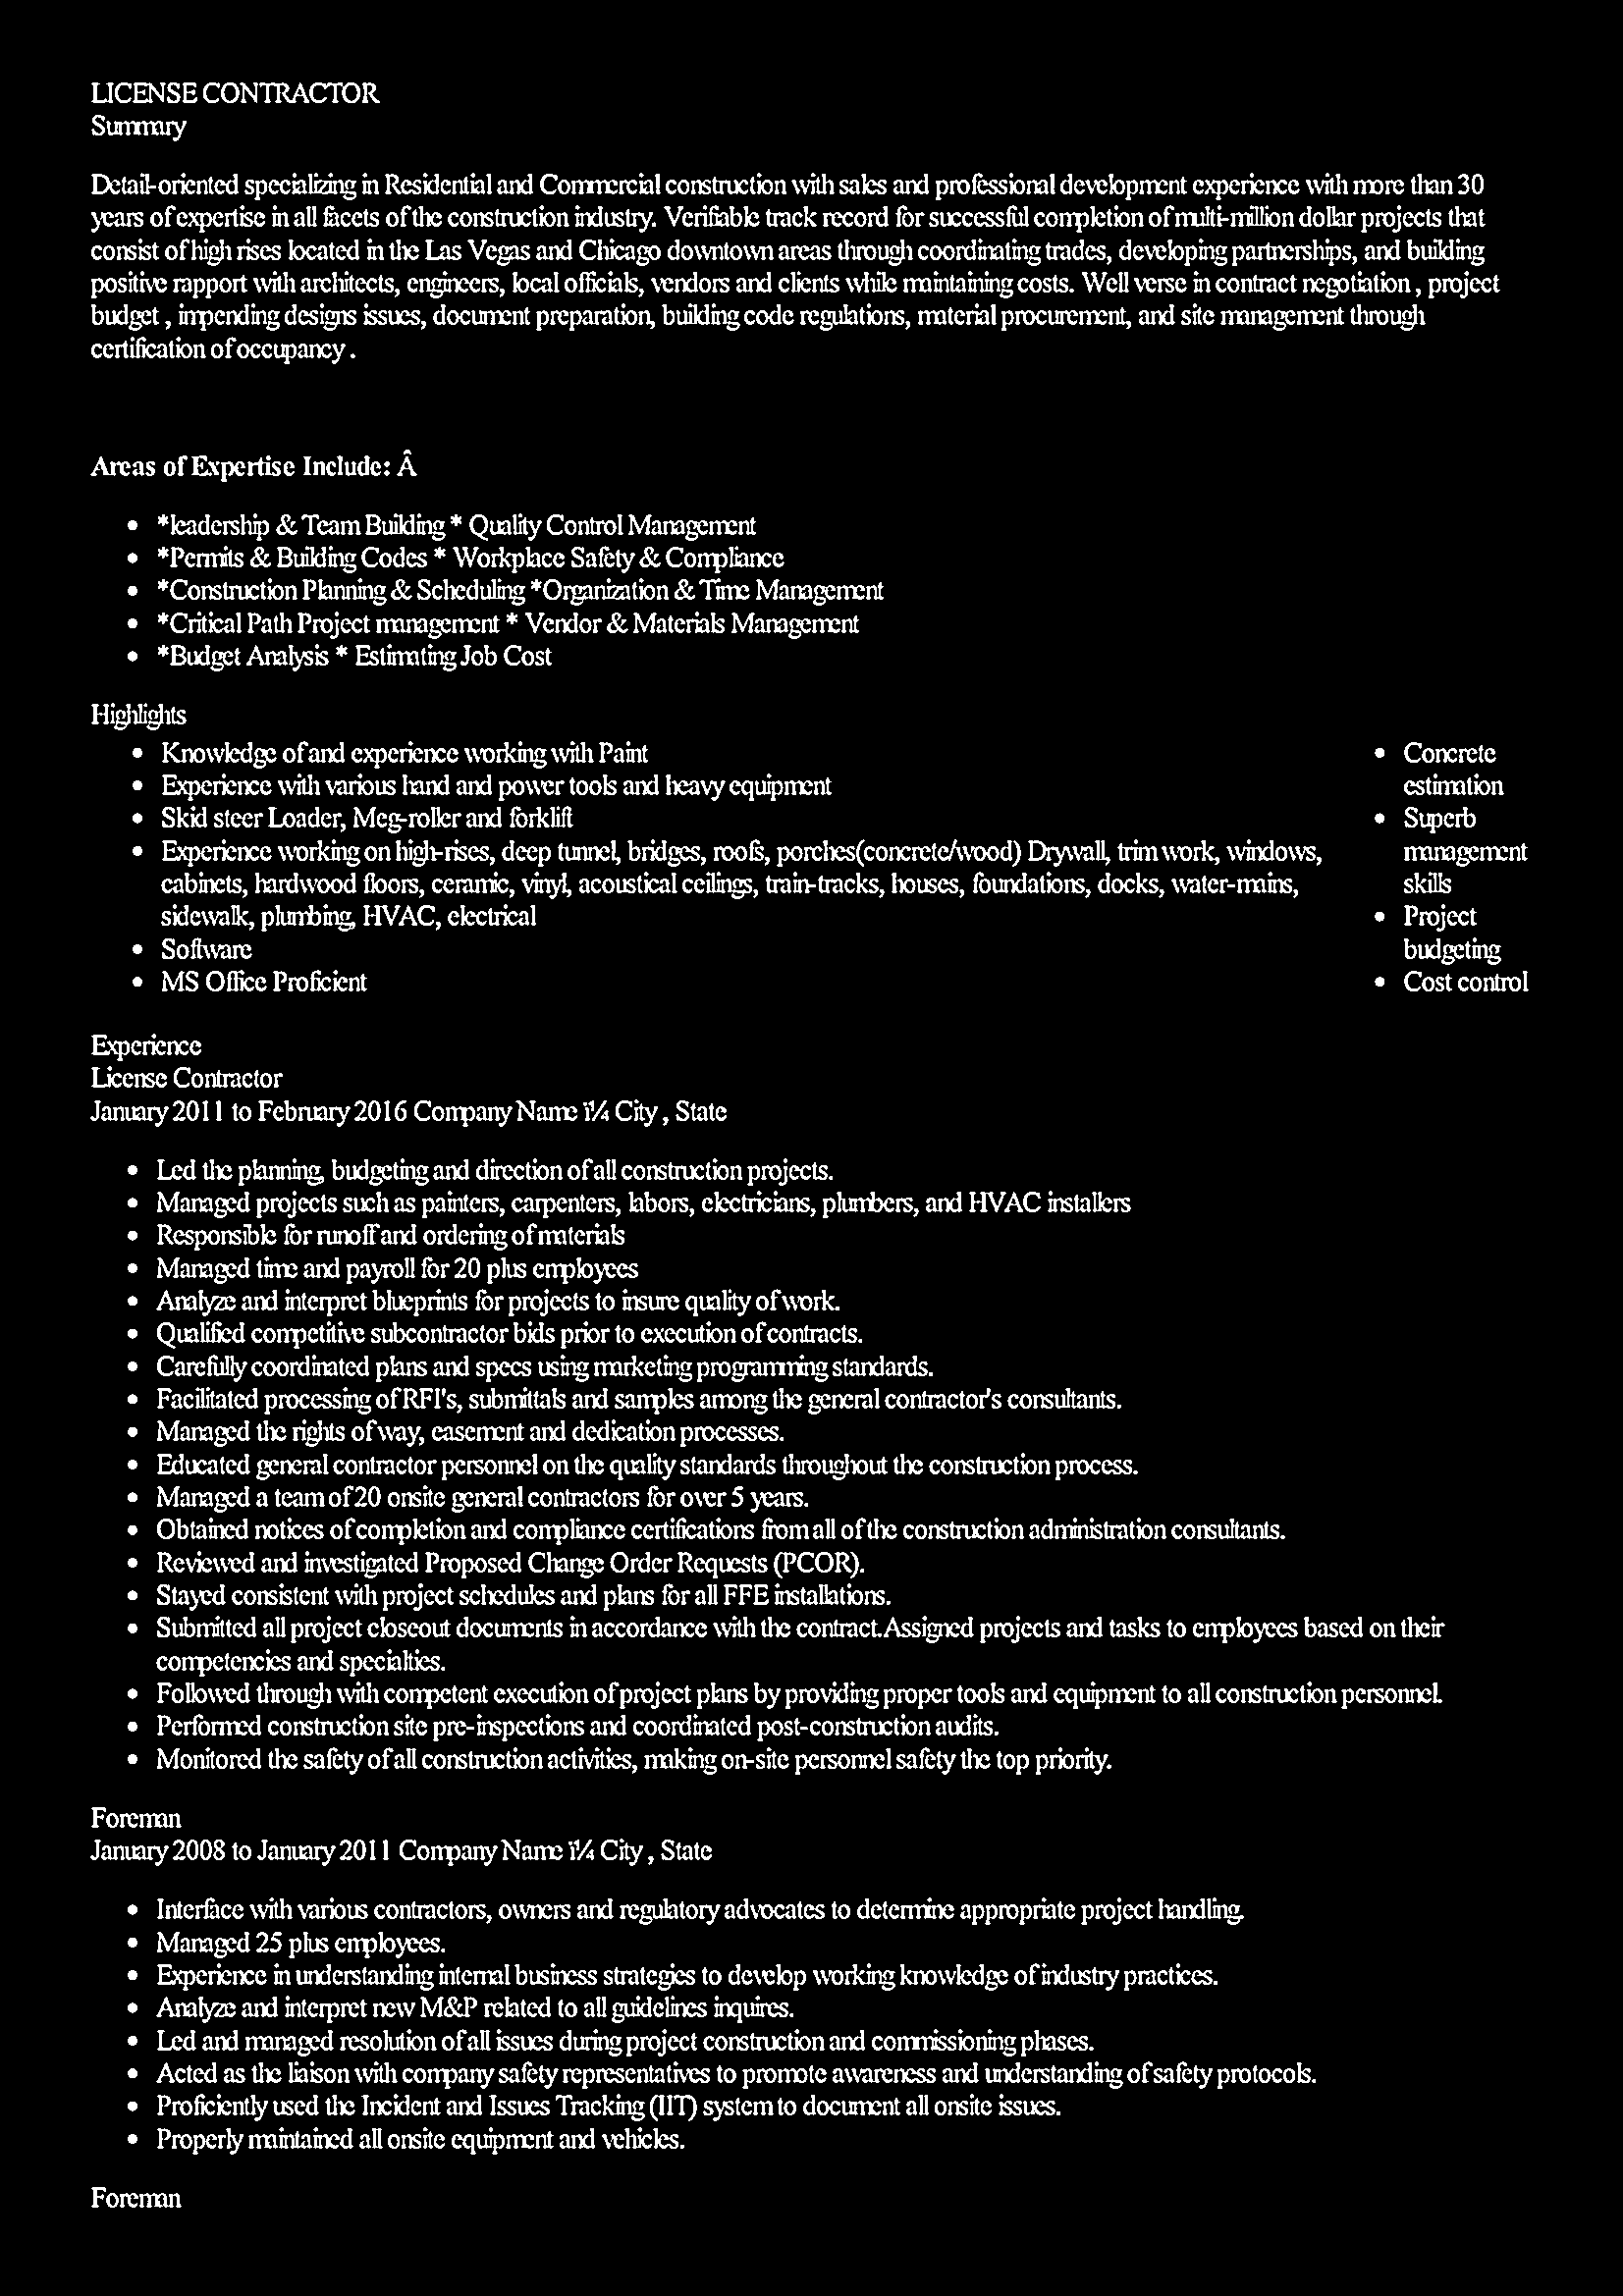 LICENSE CONTRACTOR
Summary
Detail-oriented specializing in Residential and Commercial construction with sales and professional development experience with more than 30
years of expertise in all facets of the construction industry. Verifiable track record for successful completion of multi-million dollar projects that
consist of high rises located in the Las Vegas and Chicago downtown areas through coordinating trades, developing partnerships, and building
positive rapport with architects, engineers, local officials, vendors and clients while maintaining costs. Well verse in contract negotiation , project
budget , impending designs issues, document preparation, building code regulations, material procurement, and site management through
certification of occupancy .
Areas of Expertise Include: Â
• *leadership & Team Building * Quality Control Management
• *Permits & Building Codes * Workplace Safety & Compliance
• *Construction Planning & Scheduling *Organization & Time Management
• *Critical Path Project management * Vendor & Materials Management
• *Budget Analysis * Estimating Job Cost
Highlights
• Knowledge of and experience working with Paint
• Experience with various hand and power tools and heavy equipment
• Skid steer Loader, Meg-roller and forklift
• Experience working on high-rises, deep tunnel, bridges, roofs, porches(concrete/wood) Drywall, trim work, windows,
cabinets, hardwood floors, ceramic, vinyl, acoustical ceilings, train-tracks, houses, foundations, docks, water-mains,
sidewalk, plumbing, HVAC, electrical
• Software
• MS Office Proficient
• Concrete
estimation
• Superb
management
skills
• Project
budgeting
• Cost control
Experience
License Contractor
January 2011 to February 2016 Company Name ï¼ City , State
• Led the planning, budgeting and direction of all construction projects.
• Managed projects such as painters, carpenters, labors, electricians, plumbers, and HVAC installers
• Responsible for runoff and ordering of materials
• Managed time and payroll for 20 plus employees
• Analyze and interpret blueprints for projects to insure quality of work.
• Qualified competitive subcontractor bids prior to execution of contracts.
• Carefully coordinated plans and specs using marketing programming standards.
• Facilitated processing of RFI's, submittals and samples among the general contractor's consultants.
• Managed the rights of way, easement and dedication processes.
• Educated general contractor personnel on the quality standards throughout the construction process.
• Managed a team of 20 onsite general contractors for over 5 years.
• Obtained notices of completion and compliance certifications from all of the construction administration consultants.
• Reviewed and investigated Proposed Change Order Requests (PCOR).
• Stayed consistent with project schedules and plans for all FFE installations.
• Submitted all project closeout documents in accordance with the contract.Assigned projects and tasks to employees based on their
competencies and specialties.
• Followed through with competent execution of project plans by providing proper tools and equipment to all construction personnel.
• Performed construction site pre-inspections and coordinated post-construction audits.
• Monitored the safety of all construction activities, making on-site personnel safety the top priority.
Foreman
January 2008 to January 2011 Company Name ï¼ City , State
• Interface with various contractors, owners and regulatory advocates to determine appropriate project handling.
• Managed 25 plus employees.
• Experience in understanding internal business strategies to develop working knowledge of industry practices.
• Analyze and interpret new M&P related to all guidelines inquires.
• Led and managed resolution of all issues during project construction and commissioning phases.
• Acted as the liaison with company safety representatives to promote awareness and understanding of safety protocols.
• Proficiently used the Incident and Issues Tracking (IIT) system to document all onsite issues.
• Properly maintained all onsite equipment and vehicles.
Foreman